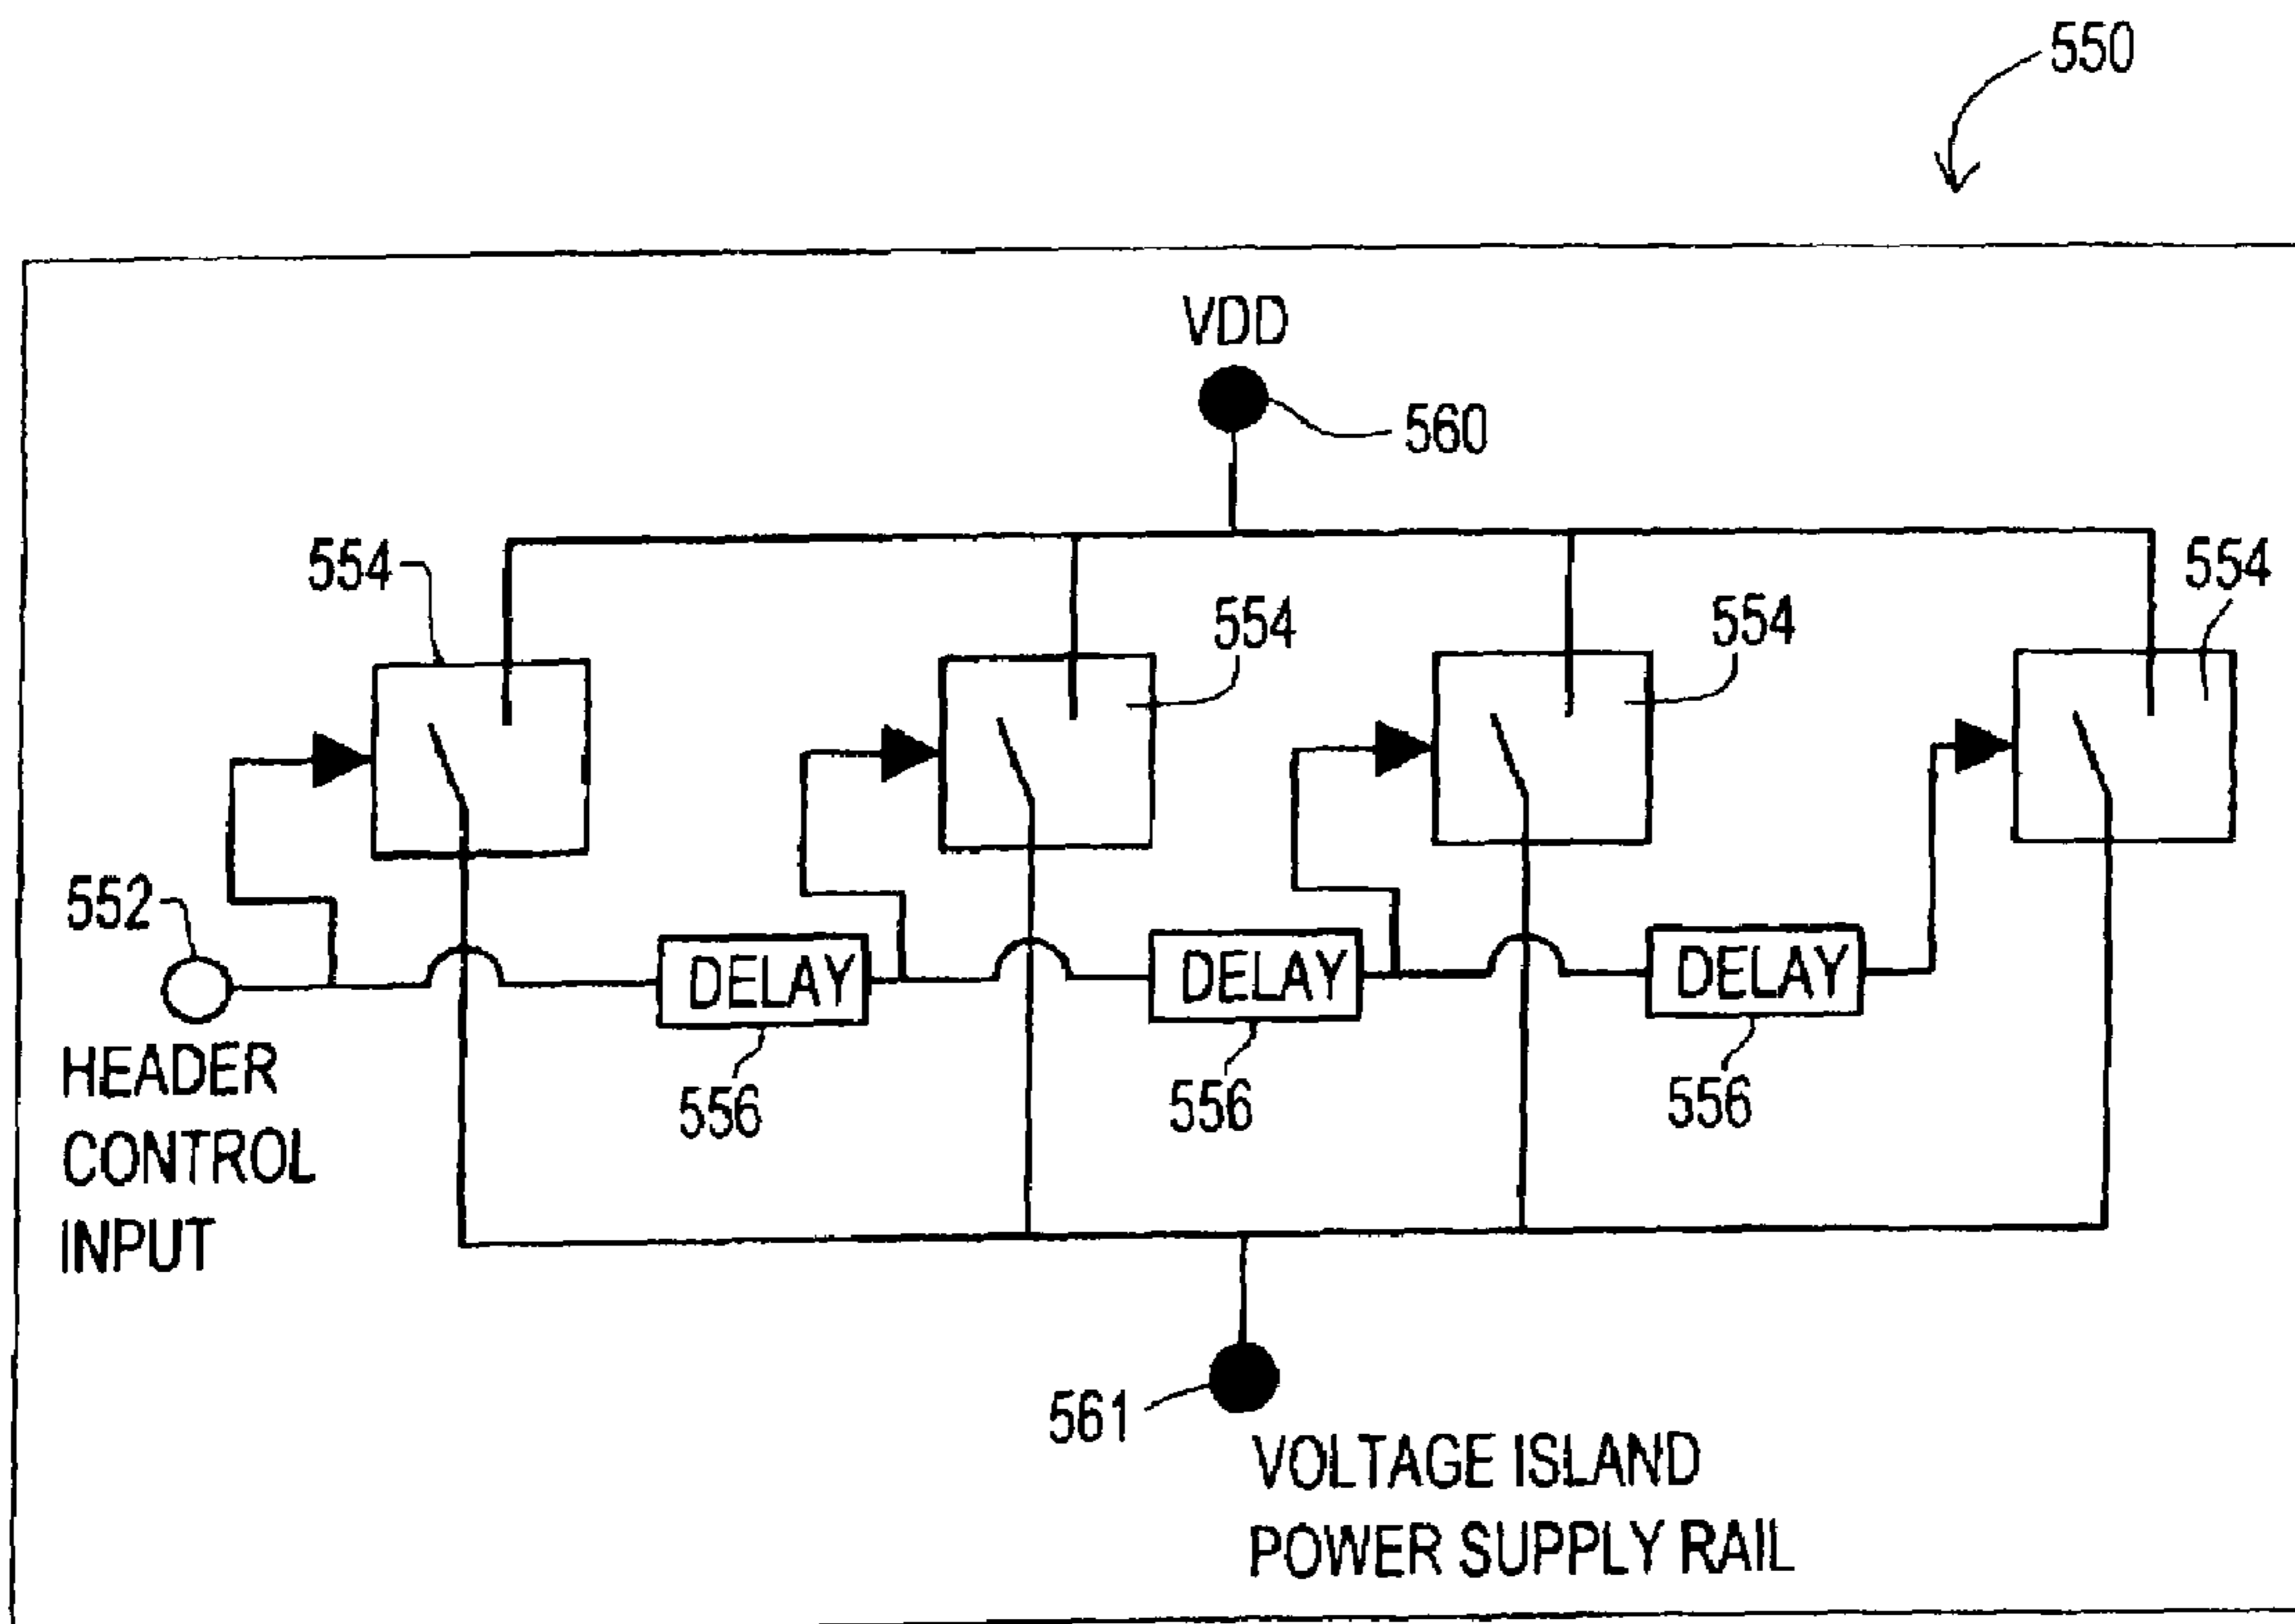 550
VDD
560
554
554
554
554
552
DELAY
DELAY
DELAY
556
556
556
HEADER
CONTROL
INPUT
561
VOLTAGE ISLAND
POWER SUPPLY RAIL